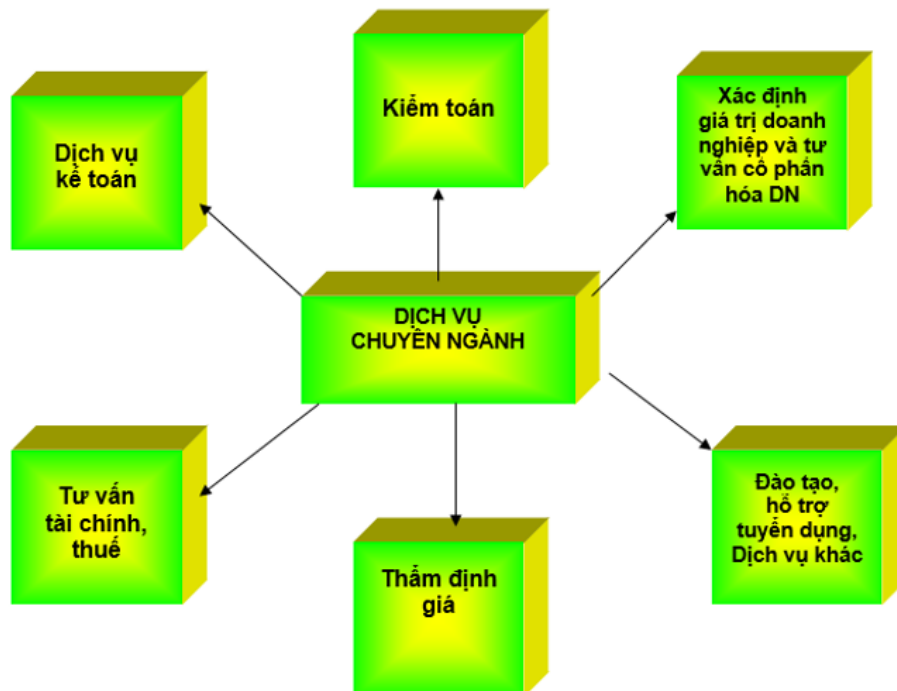 Kiểm toán
Dịch vụ
kế toán
Xác định
giá trị doanh
nghiệp và tư
vấn cổ phần
hóa DN
DỊCH VỤ
CHUYÊN NGÀNH
Tư vấn
tài chính,
thuế
Thẩm định
giá
Đào tạo,
hỗ trợ
tuyển dụng,
Dịch vụ khác